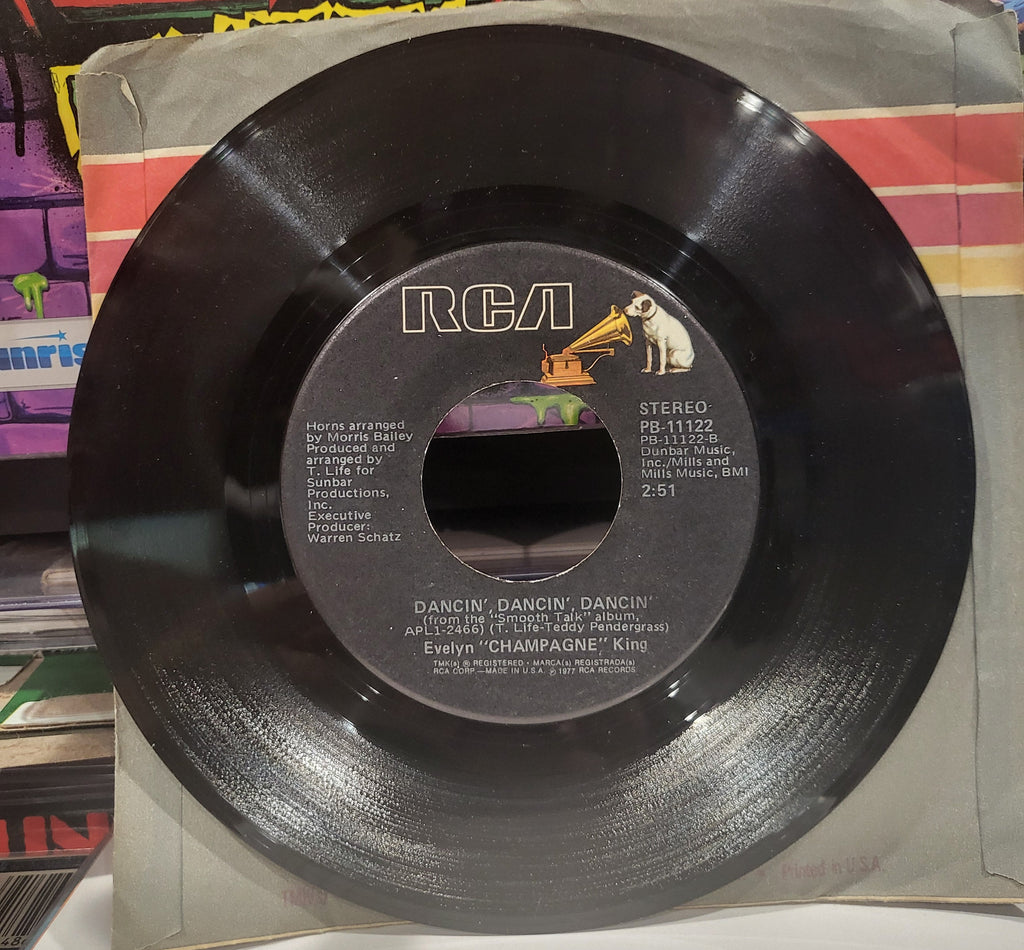 RCA
Horns arranged
by Morris Bailey
Produced and
arranged by
T. Life for
Sunbar
Productions,
Inc.
Executive
Producer:
Warren Schatz
STEREO
PB-11122
PB-11122-B
Dunbar Music,
Inc./Mills and
Mills Music, BMI
2:51
DANCIN', DANCIN', DANCIN'
(from the "Smooth Talk" album,
APL1-2466) (T. Life-Teddy Pendergrass)
Evelyn "CHAMPAGNE" King
TMK(s) ® REGISTERED • MARCA(s) REGISTRADA(s)
RCA CORP.—MADE IN U.S.A. ℗ 1977 RCA RECORDS
Printed in U.S.A.